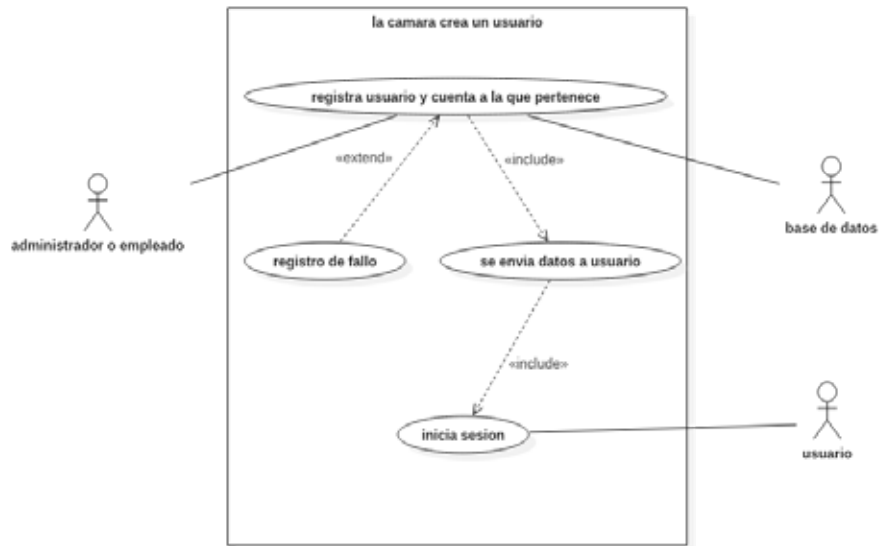 la camara crea un usuario
registra usuario y cuenta a la que pertenece
«extend»
«include»
administrador o empleado
base de datos
registro de fallo
se envia datos a usuario
«include»
inicia sesion
usuario